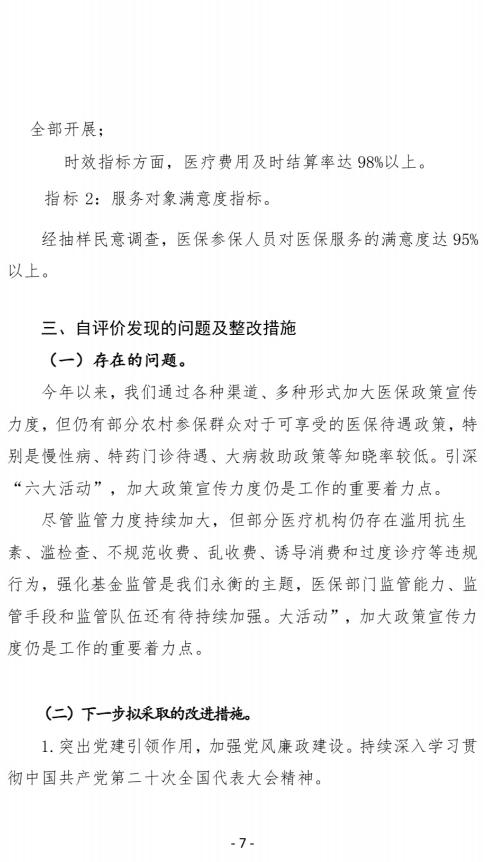 全部开展；
时效指标方面，医疗费用及时结算率达 98%以上。
指标 2：服务对象满意度指标。
经抽样民意调查，医保参保人员对医保服务的满意度达 95%
以上。
三、自评价发现的问题及整改措施
（一）存在的问题。
今年以来，我们通过各种渠道、多种形式加大医保政策宣传
力度，但仍有部分农村参保群众对于可享受的医保待遇政策，特
别是慢性病、特药门诊待遇、大病救助政策等知晓率较低。引深
“六大活动”，加大政策宣传力度仍是工作的重要着力点。
尽管监管力度持续加大，但部分医疗机构仍存在滥用抗生
素、滥检查、不规范收费、乱收费、诱导消费和过度诊疗等违规
行为，强化基金监管是我们永衡的主题，医保部门监管能力、监
管手段和监管队伍还有待持续加强。大活动”，加大政策宣传力
度仍是工作的重要着力点。
（二）下一步拟采取的改进措施。
1.突出党建引领作用，加强党风廉政建设。持续深入学习贯
彻中国共产党第二十次全国代表大会精神。
- 7 -